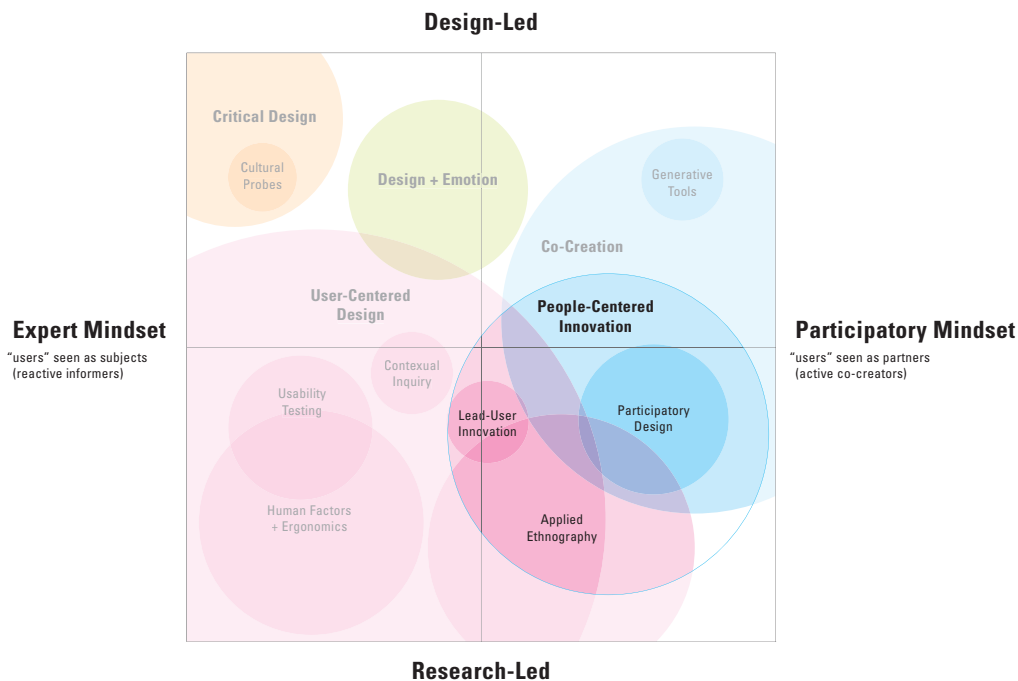 Design-Led
Critical Design
Cultural
Probes
Design + Emotion
Generative
Tools
Co-Creation
User-Centered
Design
People-Centered
Innovation
Expert Mindset
"users" seen as subjects
(reactive informers)
Participatory Mindset
"users" seen as partners
(active co-creators)
Contexual
Inquiry
Usability
Testing
Lead-User
Innovation
Participatory
Design
Human Factors
+ Ergonomics
Applied
Ethnography
Research-Led